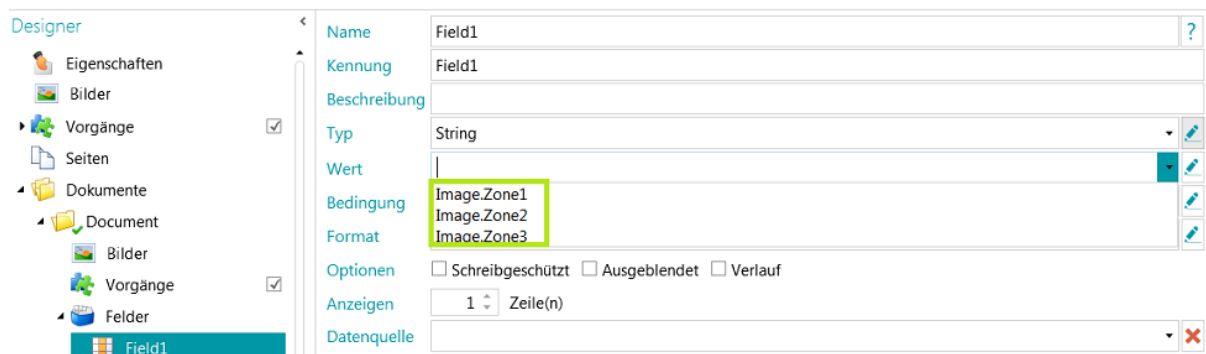 Designer
Eigenschaften
Bilder
Vorgänge
Seiten
Dokumente
Document
Bilder
Vorgänge
Felder
Field1
Name Field1 ?
Kennung Field1
Beschreibung
Typ String
Wert
Image.Zone1
Bedingung
Image.Zone2
Format Image.Zone3
Optionen Schreibgeschützt Ausgeblendet Verlauf
Anzeigen 1 Zeile(n)
Datenquelle